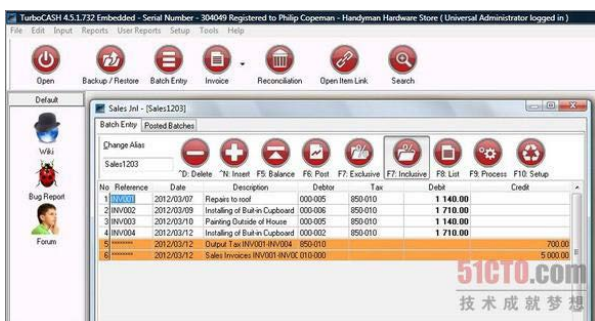 TurboCASH 4.5.1.732 Embedded - Serial Number - 304049 Registered to Philip Copeman - Handyman Hardware Store ( Universal Administrator logged in )
File Edit Input Reports User Reports Setup Tools Help
Open Backup / Restore Batch Entry Invoice Reconciliation Open Item Link Search
Default
Wiki
Bug Report
Forum
Sales Jnl - [Sales1203]
Batch Entry Posted Batches
Change Alias
Sales1203
^D: Delete ^N: Insert F5: Balance F6: Post F7: Exclusive F7: Inclusive F8: List F9: Process F10: Setup
No Reference Date Description Debtor Tax Debit Credit
1 INV001 2012/03/07 Repairs to roof 000-005 850-010 1 140.00
2 INV002 2012/03/09 Installing of Buit-in Cupboard 000-006 850-010 1 710.00
3 INV003 2012/03/10 Painting Outside of House 000-005 850-010 1 140.00
4 INV004 2012/03/12 Installing of Buit-in Cupboard 000-002 850-010 1 710.00
5 ******** 2012/03/12 Output Tax INV001-INV004 850-010 700.00
6 ******** 2012/03/12 Sales Invoices INV001-INV0C 010-000 5 000.00
51CTO.com
技术成就梦想